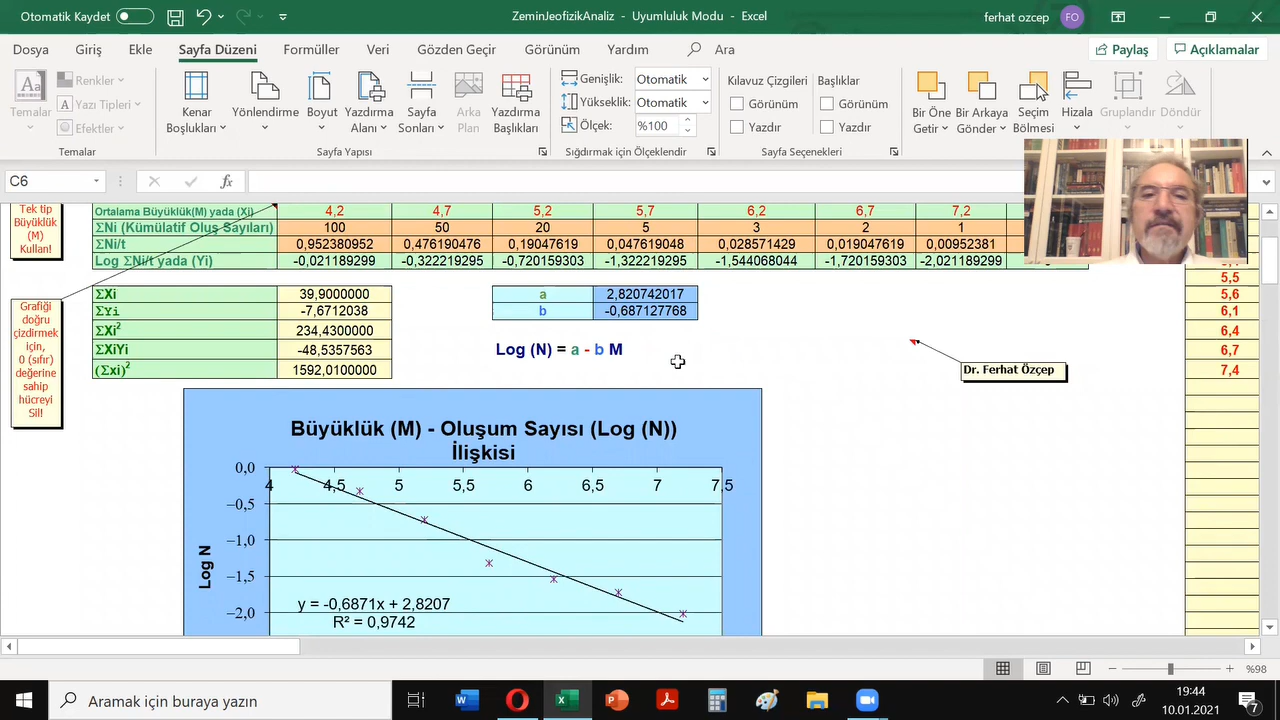 Otomatik Kaydet
ZeminJeofizikAnaliz - Uyumluluk Modu - Excel
ferhat ozcep FO
Dosya Giriş Ekle Sayfa Düzeni Formüller Veri Gözden Geçir Görünüm Yardım Ara Paylaş Açıklamalar
Temalar
Renkler
Yazı Tipleri
Efektler
Temalar
Kenar Boşlukları
Yönlendirme
Boyut
Yazdırma Alanı
Sayfa Sonları
Arka Plan
Yazdırma Başlıkları
Sayfa Yapısı
Genişlik: Otomatik
Yükseklik: Otomatik
Ölçek: %100
Sığdırmak için Ölçeklendir
Kılavuz Çizgileri
Görünüm
Yazdır
Başlıklar
Görünüm
Yazdır
Sayfa Seçenekleri
Bir Öne Getir
Bir Arkaya Gönder
Seçim Bölmesi
Hizala
Gruplandır
Döndür
C6
fx
Tek tip
Büyüklük
(M)
Kullan!
Ortalama Büyüklük(M) yada (Xi) 4,2 4,7 5,2 5,7 6,2 6,7 7,2
ΣNi (Kümülatif Oluş Sayıları) 100 50 20 5 3 2 1
ΣNi/t 0,952380952 0,476190476 0,19047619 0,047619048 0,028571429 0,019047619 0,00952381
Log ΣNi/t yada (Yi) -0,021189299 -0,322219295 -0,720159303 -1,322219295 -1,544068044 -1,720159303 -2,021189299
5,5
5,6
6,1
6,4
6,7
7,4
Grafiği
doğru
çizdirmek
için,
0 (sıfır)
değerine
sahip
hücreyi
Sil!
ΣXi 39,9000000
ΣYi -7,6712038
ΣXi² 234,4300000
ΣXiYi -48,5357563
(Σxi)² 1592,0100000
a 2,820742017
b -0,687127768
Log (N) = a - b M
Dr. Ferhat Özçep
Büyüklük (M) - Oluşum Sayısı (Log (N))
İlişkisi
0,0
4 4,5 5 5,5 6 6,5 7 7,5
–0,5
–1,0
–1,5
–2,0
Log N
y = -0,6871x + 2,8207
R² = 0,9742
%98
Aramak için buraya yazın
19:44
10.01.2021
7